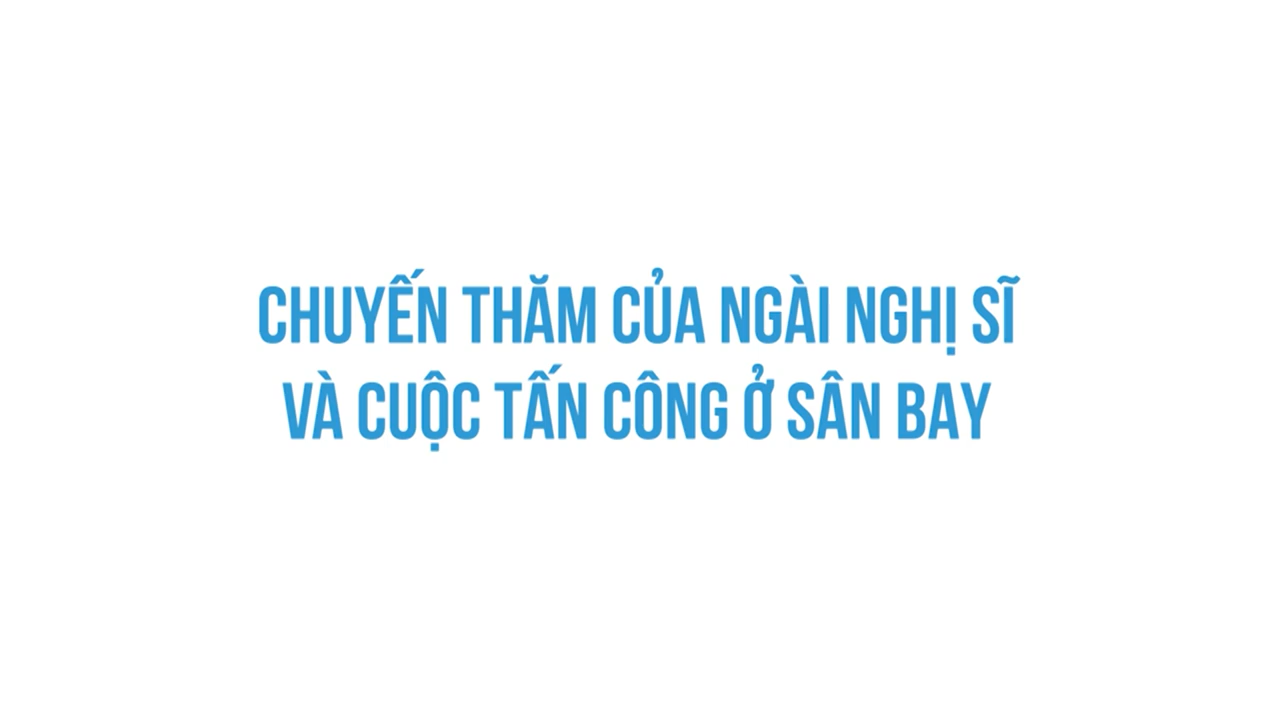 CHUYẾN THĂM CỦA NGÀI NGHỊ SĨ
VÀ CUỘC TẤN CÔNG Ở SÂN BAY